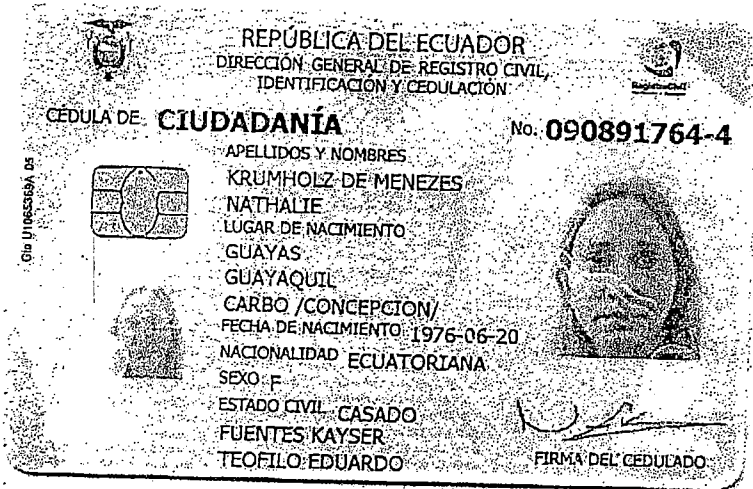 REPÚBLICA DEL ECUADOR
DIRECCIÓN GENERAL DE REGISTRO CIVIL,
IDENTIFICACIÓN Y CEDULACIÓN
CÉDULA DE CIUDADANÍA
No. 090891764-4
APELLIDOS Y NOMBRES
KRUMHOLZ DE MENEZES
NATHALIE
LUGAR DE NACIMIENTO
GUAYAS
GUAYAQUIL
CARBO /CONCEPCION/
FECHA DE NACIMIENTO 1976-06-20
NACIONALIDAD ECUATORIANA
SEXO F
ESTADO CIVIL CASADO
FUENTES KAYSER
TEOFILO EDUARDO
FIRMA DEL CEDULADO